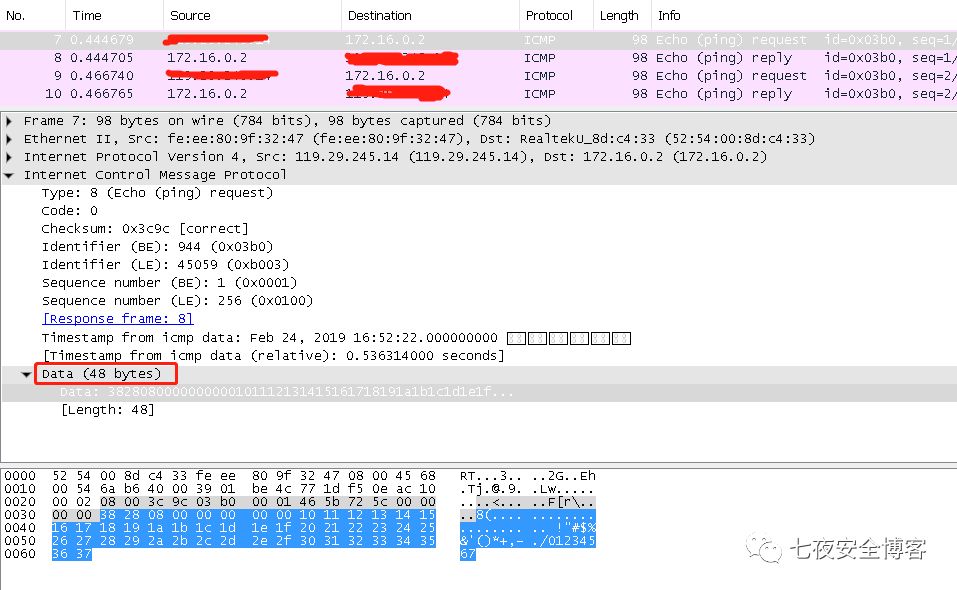 No. Time Source Destination Protocol Length Info
7 0.444679 172.16.0.2 ICMP 98 Echo (ping) request id=0x03b0, seq=1/
8 0.444705 172.16.0.2 ICMP 98 Echo (ping) reply id=0x03b0, seq=1/
9 0.466740 172.16.0.2 ICMP 98 Echo (ping) request id=0x03b0, seq=2/
10 0.466765 172.16.0.2 ICMP 98 Echo (ping) reply id=0x03b0, seq=2/
Frame 7: 98 bytes on wire (784 bits), 98 bytes captured (784 bits)
Ethernet II, Src: fe:ee:80:9f:32:47 (fe:ee:80:9f:32:47), Dst: RealtekU_8d:c4:33 (52:54:00:8d:c4:33)
Internet Protocol Version 4, Src: 119.29.245.14 (119.29.245.14), Dst: 172.16.0.2 (172.16.0.2)
Internet Control Message Protocol
Type: 8 (Echo (ping) request)
Code: 0
Checksum: 0x3c9c [correct]
Identifier (BE): 944 (0x03b0)
Identifier (LE): 45059 (0xb003)
Sequence number (BE): 1 (0x0001)
Sequence number (LE): 256 (0x0100)
[Response frame: 8]
Timestamp from icmp data: Feb 24, 2019 16:52:22.000000000
[Timestamp from icmp data (relative): 0.536314000 seconds]
Data (48 bytes)
Data: 3828080000000000101112131415161718191a1b1c1d1e1f...
[Length: 48]
0000 52 54 00 8d c4 33 fe ee 80 9f 32 47 08 00 45 68 RT...3.. ..2G..Eh
0010 00 54 6a b6 40 00 39 01 be 4c 77 1d f5 0e ac 10 .Tj.@.9. .Lw.....
0020 00 02 08 00 3c 9c 03 b0 00 01 46 5b 72 5c 00 00 ....<... ..F[r\..
0030 00 00 38 28 08 00 00 00 00 00 10 11 12 13 14 15 ..8(.... ........
0040 16 17 18 19 1a 1b 1c 1d 1e 1f 20 21 22 23 24 25 ........ .. !"#$%
0050 26 27 28 29 2a 2b 2c 2d 2e 2f 30 31 32 33 34 35 &'()*+,- ./012345
0060 36 37 67
七夜安全博客